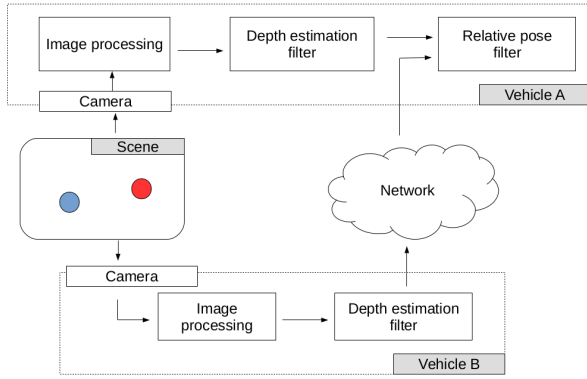 Image processing
Depth estimation
filter
Relative pose
filter
Camera
Vehicle A
Scene
Network
Camera
Image
processing
Depth estimation
filter
Vehicle B